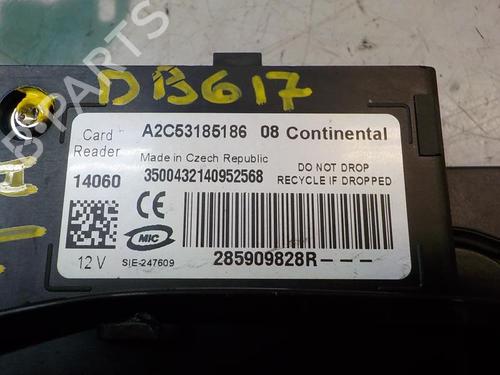 DB617
Card Reader
A2C53185186 08 Continental
Made in Czech Republic
DO NOT DROP
14060
3500432140952568
RECYCLE IF DROPPED
CE
MIC
12 V
SIE-247609
285909828R---